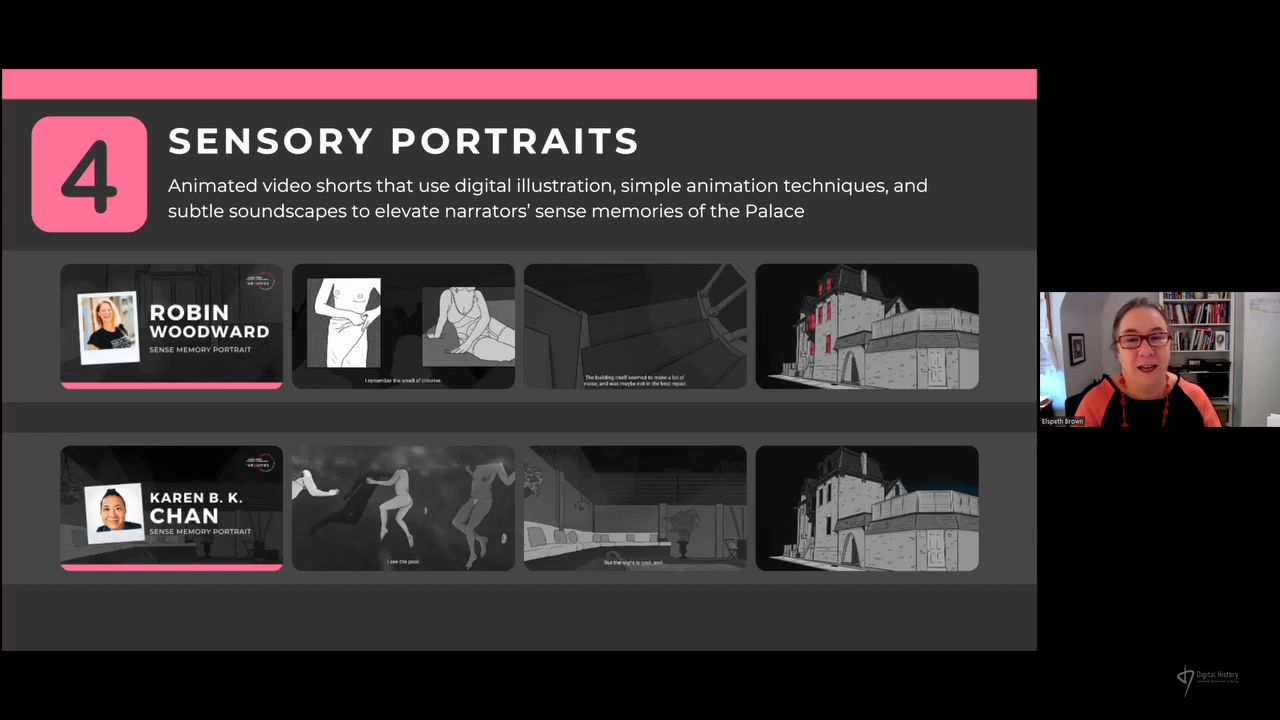 4
SENSORY PORTRAITS
Animated video shorts that use digital illustration, simple animation techniques, and
subtle soundscapes to elevate narrators’ sense memories of the Palace
ROBIN
WOODWARD
SENSE MEMORY PORTRAIT
I remember the smell of chlorine.
The building itself seemed to make a lot of
noise, and was maybe not in the best repair.
KAREN B. K.
CHAN
SENSE MEMORY PORTRAIT
I see the pool
But the night is cool, and
Elspeth Brown
Digital History